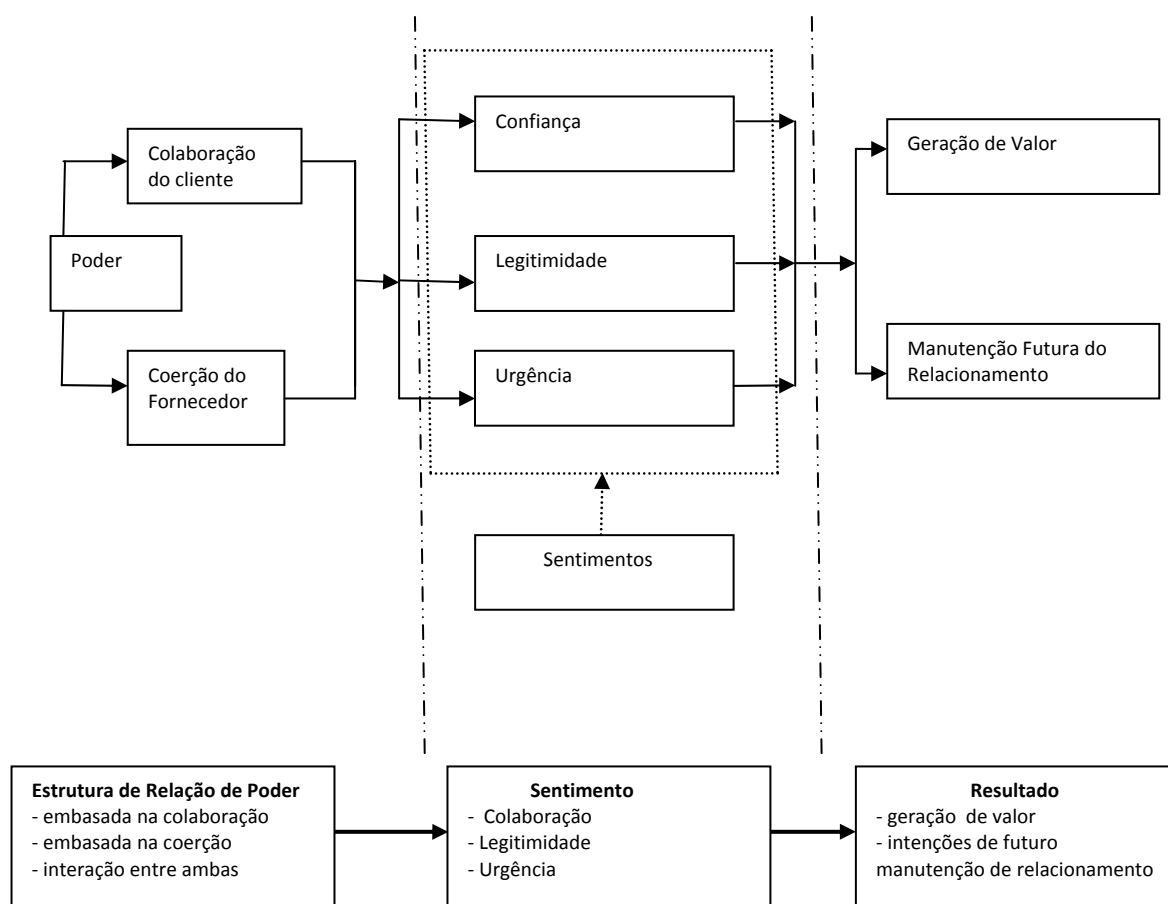 Confiança
Colaboração
do cliente
Geração de Valor
Poder
Legitimidade
Coerção do
Fornecedor
Urgência
Manutenção Futura do
Relacionamento
Sentimentos
Estrutura de Relação de Poder
- embasada na colaboração
- embasada na coerção
- interação entre ambas
Sentimento
- Colaboração
- Legitimidade
- Urgência
Resultado
- geração de valor
- intenções de futuro
manutenção de relacionamento